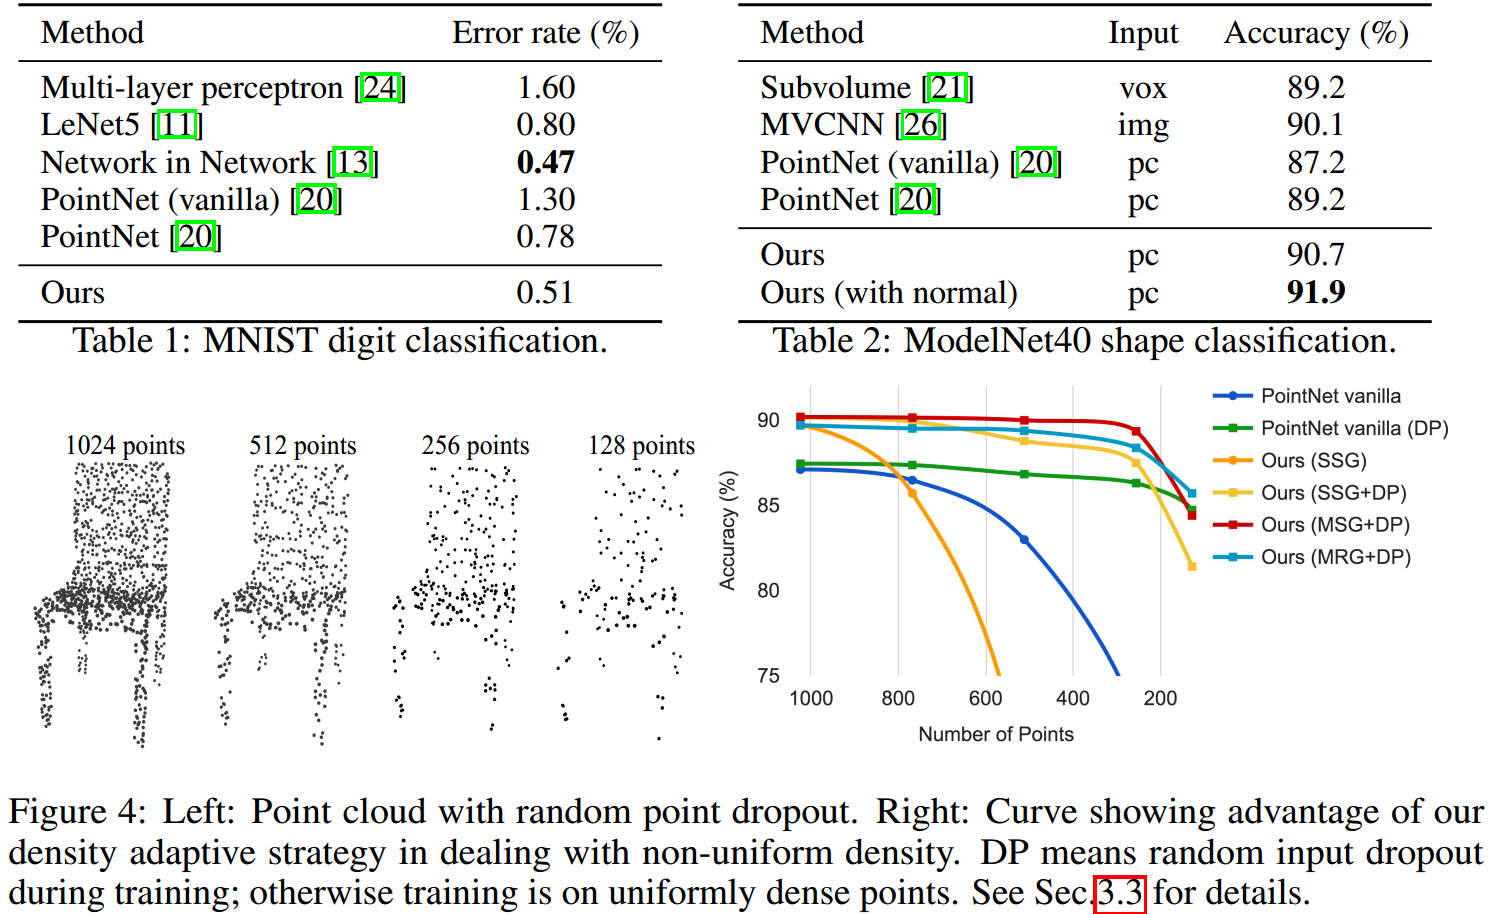 Method Error rate (%)
Multi-layer perceptron [24] 1.60
LeNet5 [11] 0.80
Network in Network [13] 0.47
PointNet (vanilla) [20] 1.30
PointNet [20] 0.78
Ours 0.51
Table 1: MNIST digit classification.
Method Input Accuracy (%)
Subvolume [21] vox 89.2
MVCNN [26] img 90.1
PointNet (vanilla) [20] pc 87.2
PointNet [20] pc 89.2
Ours pc 90.7
Ours (with normal) pc 91.9
Table 2: ModelNet40 shape classification.
1024 points 512 points 256 points 128 points
Accuracy (%)
90
85
80
75
1000 800 600 400 200
Number of Points
PointNet vanilla
PointNet vanilla (DP)
Ours (SSG)
Ours (SSG+DP)
Ours (MSG+DP)
Ours (MRG+DP)
Figure 4: Left: Point cloud with random point dropout. Right: Curve showing advantage of our
density adaptive strategy in dealing with non-uniform density. DP means random input dropout
during training; otherwise training is on uniformly dense points. See Sec.3.3 for details.